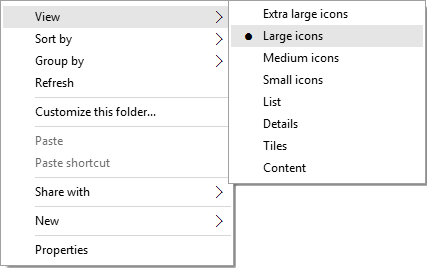 View
Sort by
Group by
Refresh
Customize this folder...
Paste
Paste shortcut
Share with
New
Properties
Extra large icons
Large icons
Medium icons
Small icons
List
Details
Tiles
Content